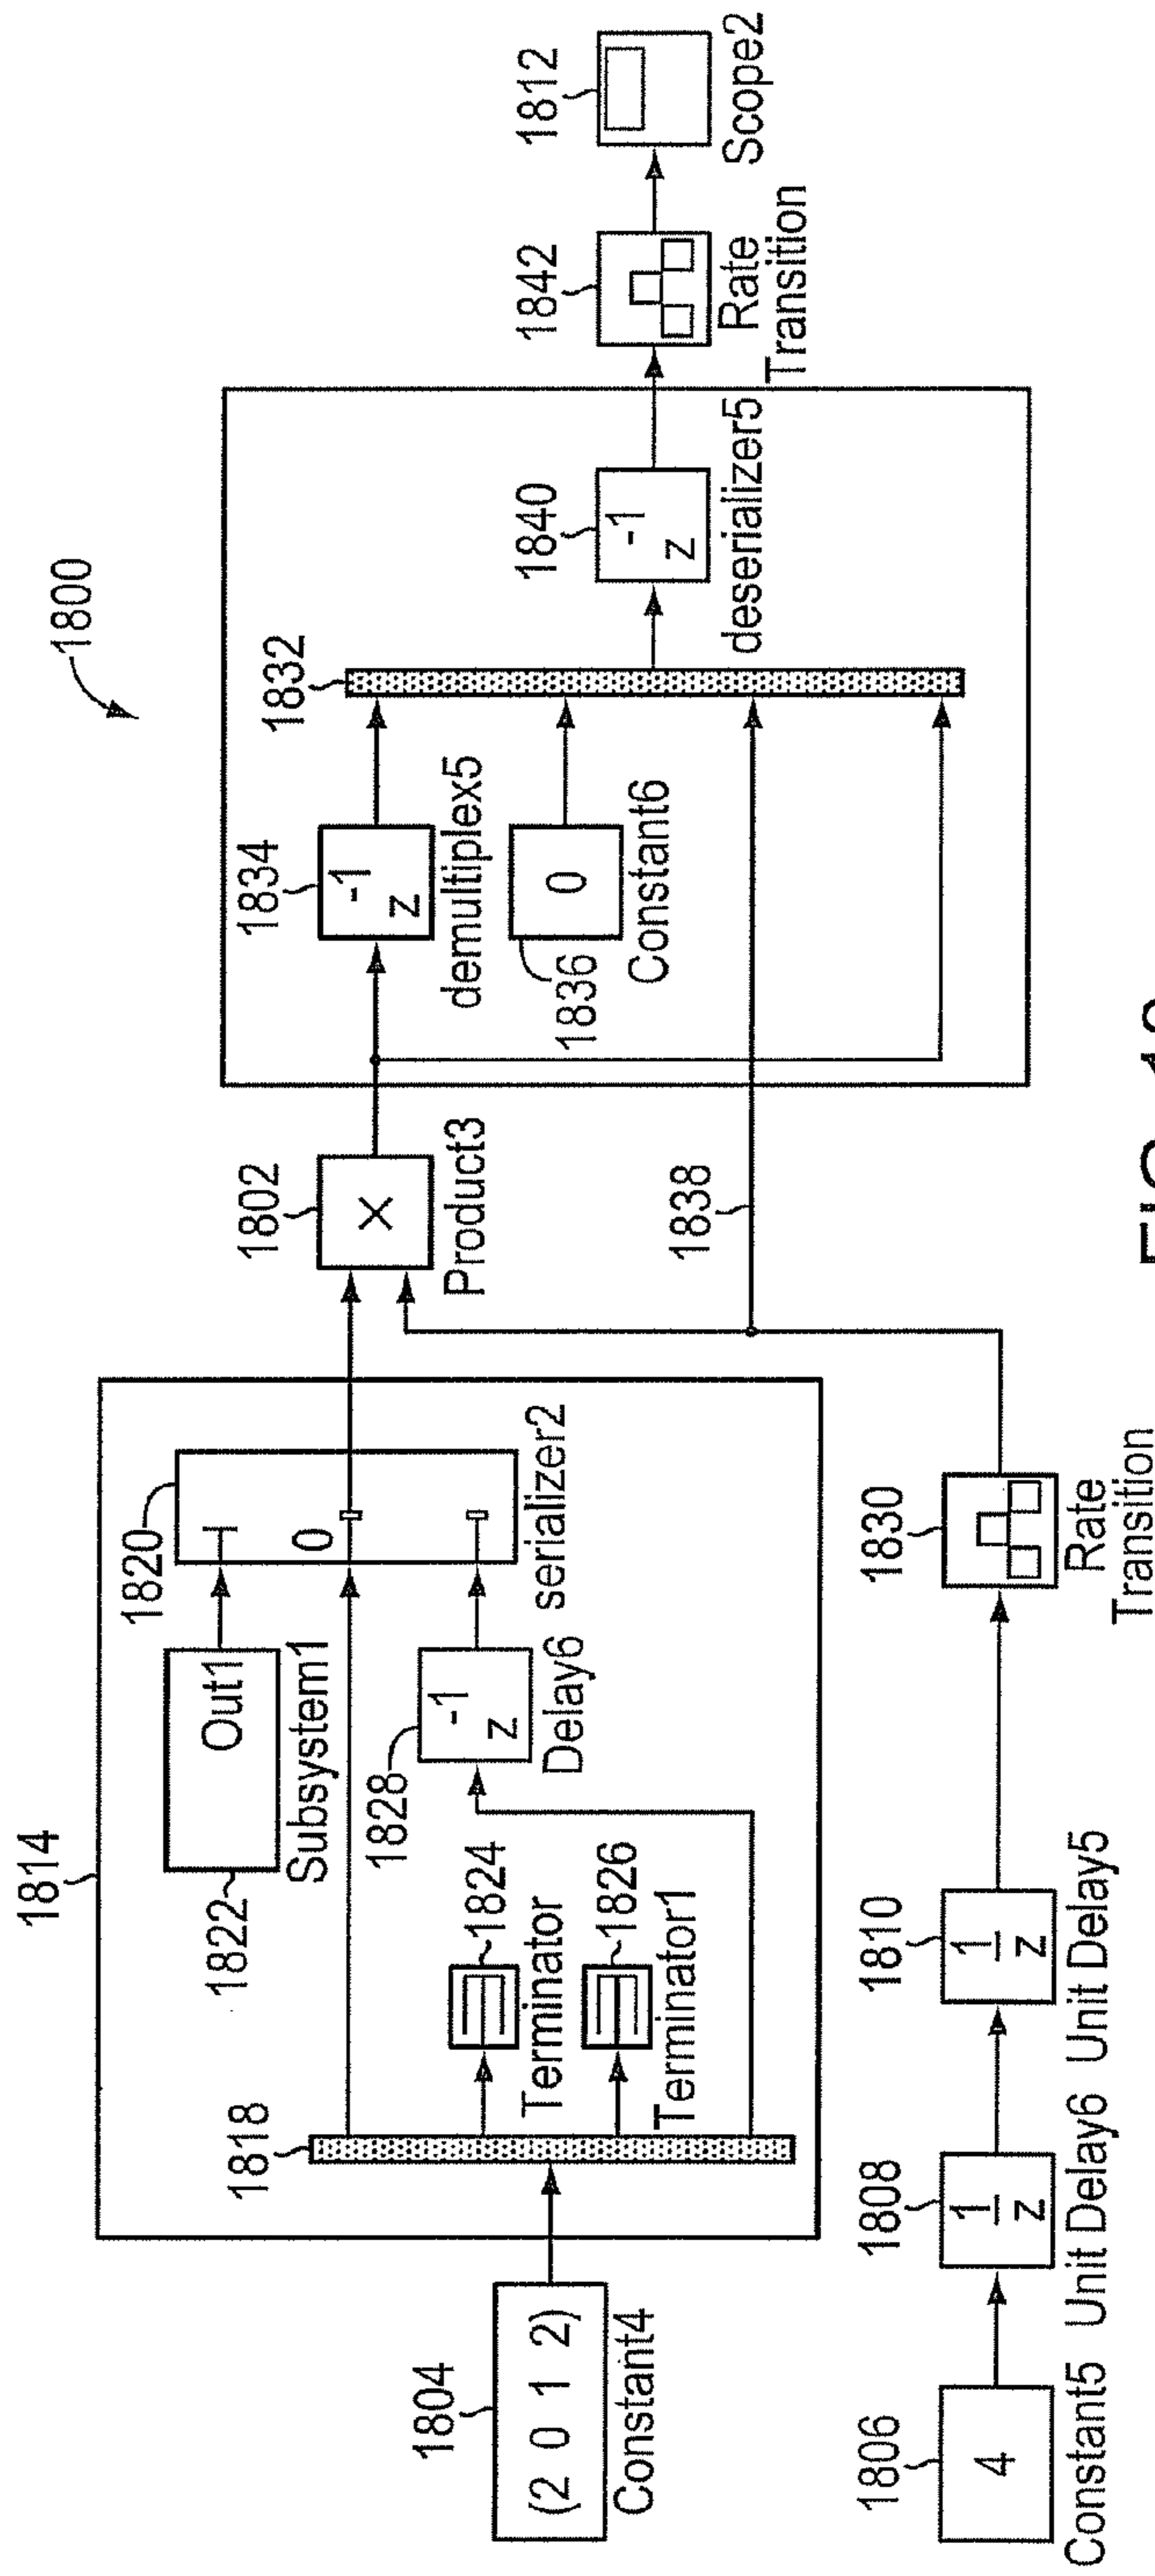 1800
1814
1820
1822
Out1
Subsystem1
0
serializer2
1818
1824
Terminator
1826
Terminator1
1828
-1
z
Delay6
1804
(2 0 1 2)
Constant4
1802
×
Product3
1834
-1
z
demultiplex5
1836
0
Constant6
1832
1840
-1
z
deserializer5
1842
Rate
Transition
1812
Scope2
1838
1806
4
Constant5
1808
1
z
Unit Delay6
1810
1
z
Unit Delay5
1830
Rate
Transition